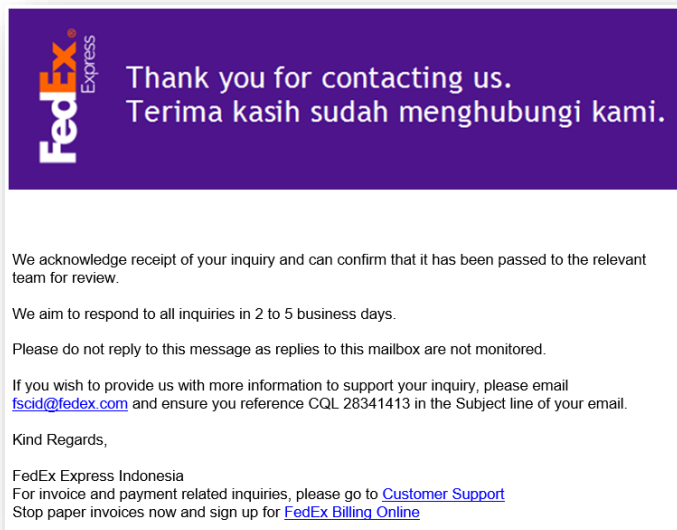 FedEx Express
Thank you for contacting us.
Terima kasih sudah menghubungi kami.
We acknowledge receipt of your inquiry and can confirm that it has been passed to the relevant
team for review.
We aim to respond to all inquiries in 2 to 5 business days.
Please do not reply to this message as replies to this mailbox are not monitored.
If you wish to provide us with more information to support your inquiry, please email
fscid@fedex.com and ensure you reference CQL 28341413 in the Subject line of your email.
Kind Regards,
FedEx Express Indonesia
For invoice and payment related inquiries, please go to Customer Support
Stop paper invoices now and sign up for FedEx Billing Online